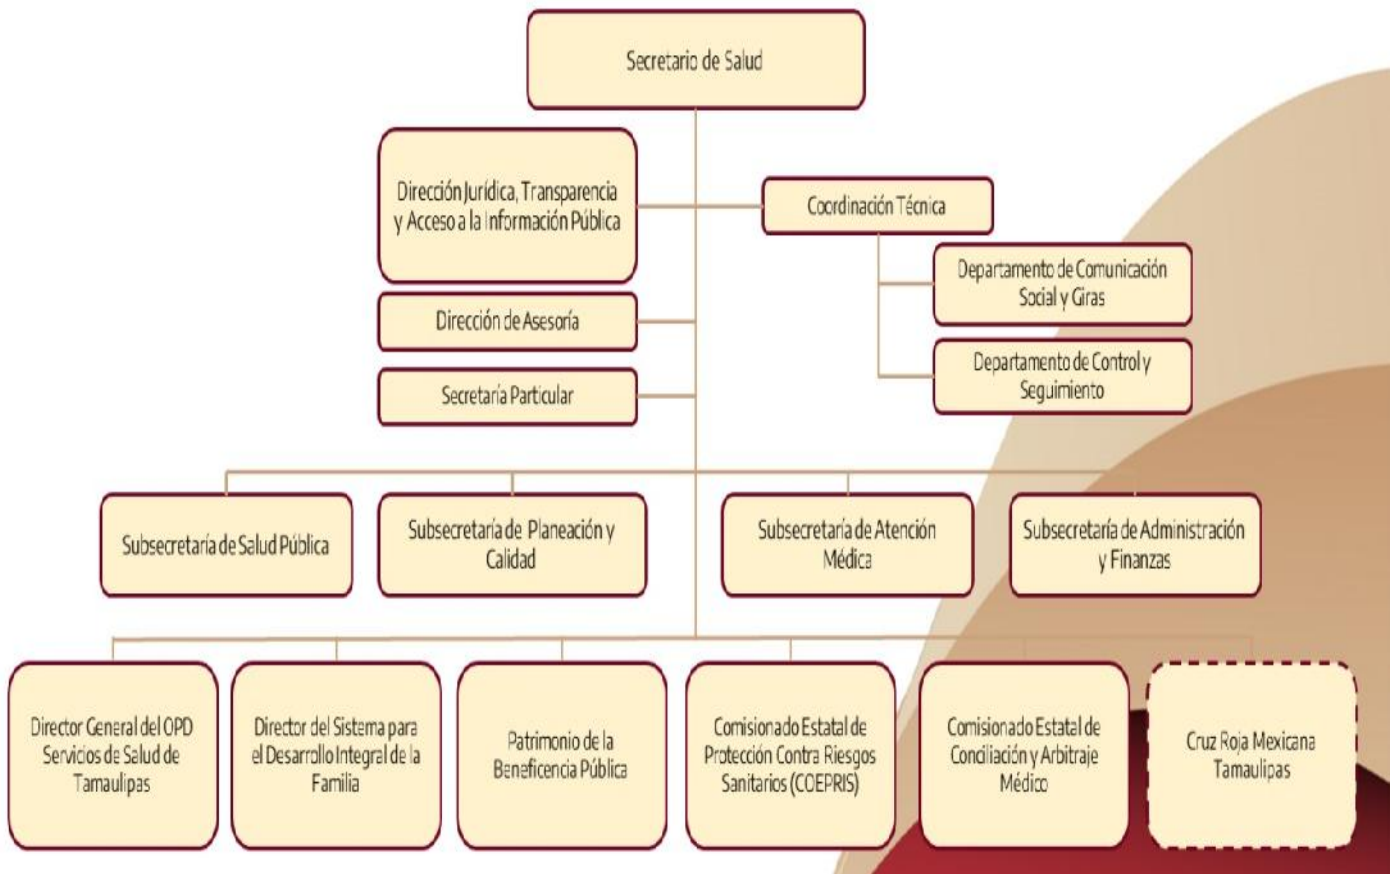 Secretario de Salud
Dirección Jurídica, Transparencia
y Acceso a la Información Pública
Coordinación Técnica
Departamento de Comunicación
Social y Giras
Dirección de Asesoría
Departamento de Control y
Seguimiento
Secretaría Particular
Subsecretaría de Salud Pública
Subsecretaría de Planeación y
Calidad
Subsecretaría de Atención
Médica
Subsecretaría de Administración
y Finanzas
Director General del OPD
Servicios de Salud de
Tamaulipas
Director del Sistema para
el Desarrollo Integral de la
Familia
Patrimonio de la
Beneficencia Pública
Comisionado Estatal de
Protección Contra Riesgos
Sanitarios (COEPRIS)
Comisionado Estatal de
Conciliación y Arbitraje
Médico
Cruz Roja Mexicana
Tamaulipas